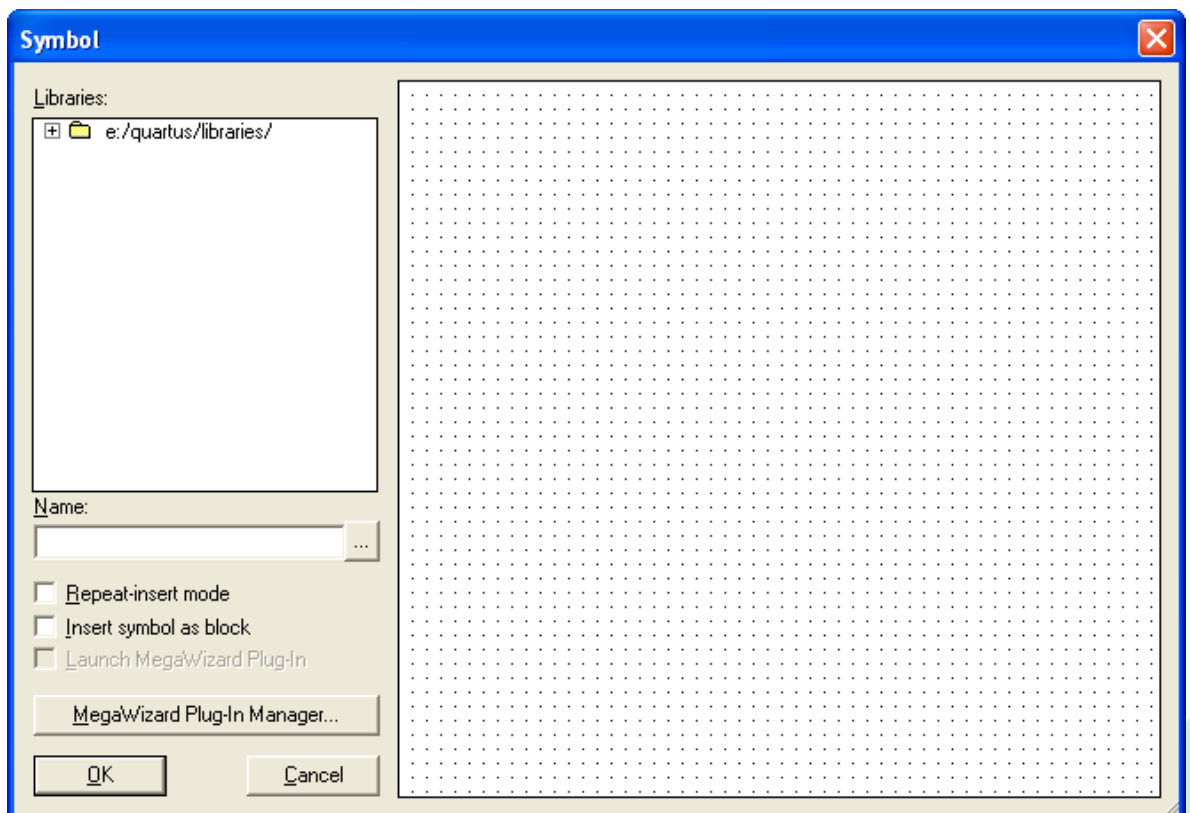 Symbol
Libraries:
e:/quartus/libraries/
Name:
...
Repeat-insert mode
Insert symbol as block
Launch MegaWizard Plug-In
MegaWizard Plug-In Manager...
OK
Cancel